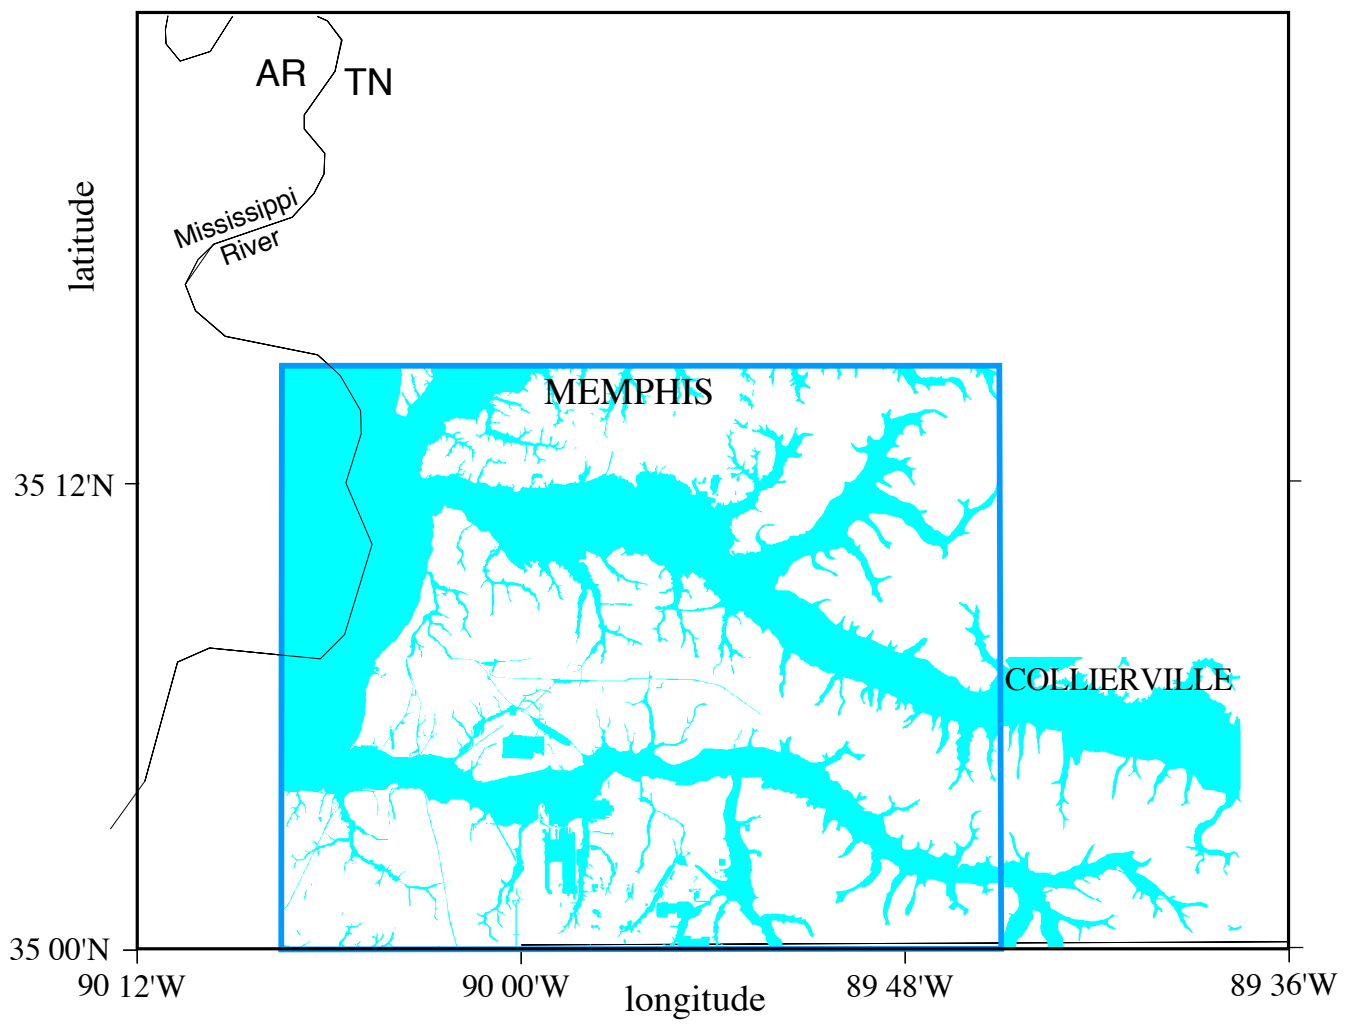 AR
TN
Mississippi
River
latitude
MEMPHIS
35 12'N
COLLIERVILLE
35 00'N
90 12'W
90 00'W
89 48'W
89 36'W
longitude